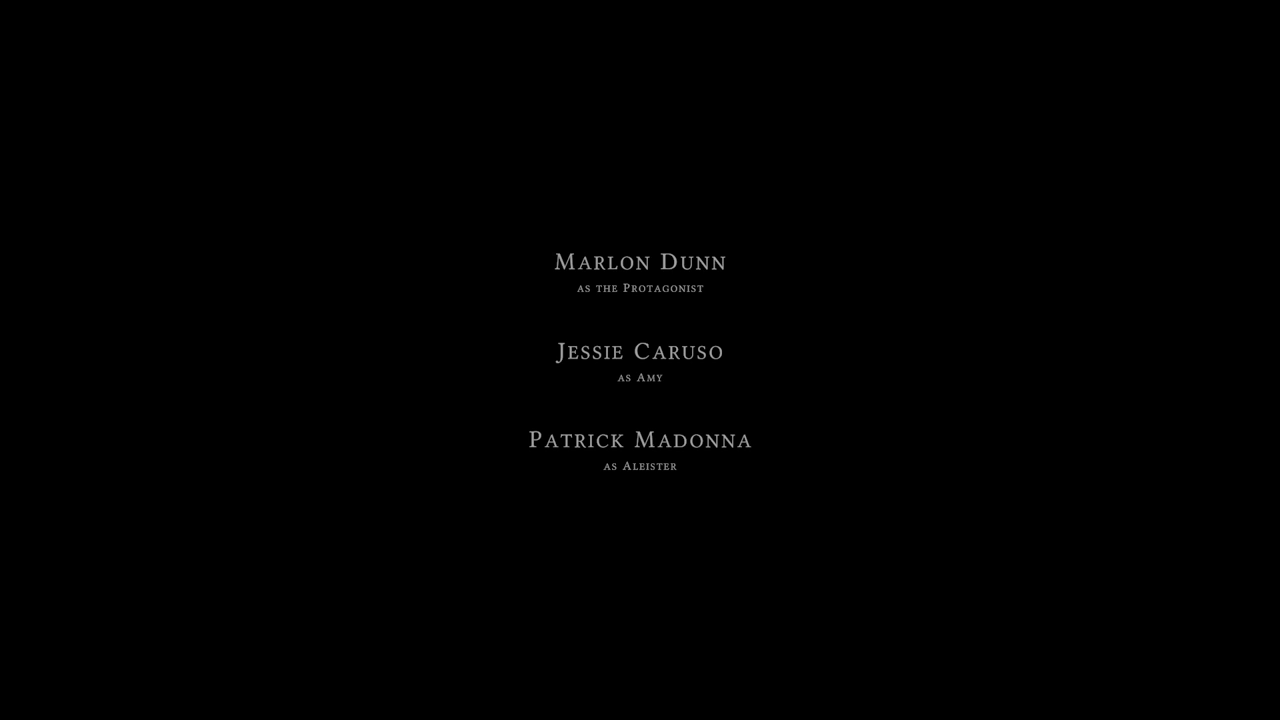 Marlon Dunn
as the Protagonist
Jessie Caruso
as Amy
Patrick Madonna
as Aleister